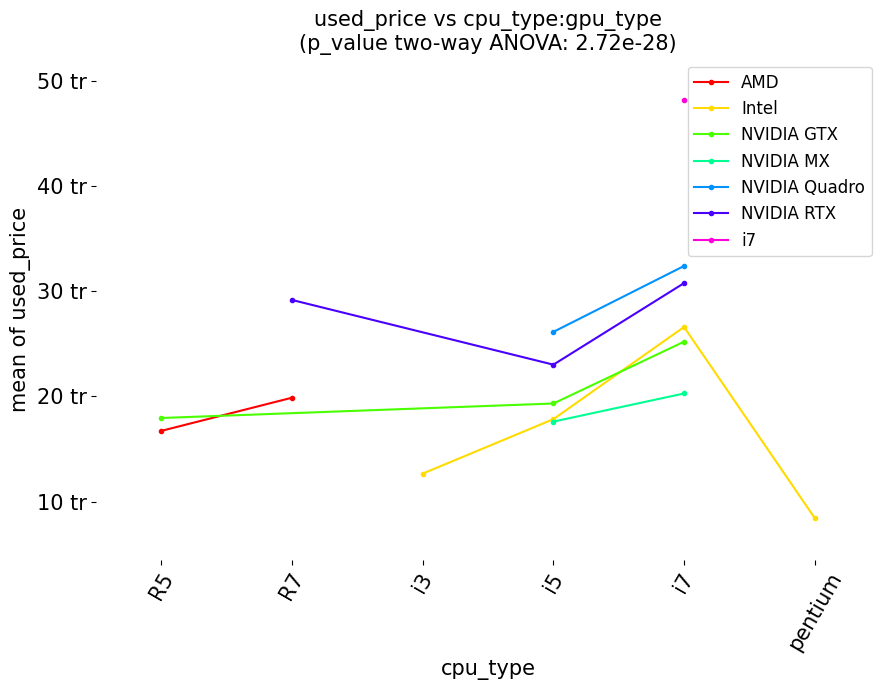 used_price vs cpu_type:gpu_type
(p_value two-way ANOVA: 2.72e-28)
50 tr
40 tr
30 tr
20 tr
10 tr
mean of used_price
AMD
Intel
NVIDIA GTX
NVIDIA MX
NVIDIA Quadro
NVIDIA RTX
i7
R5
R7
i3
i5
i7
pentium
cpu_type